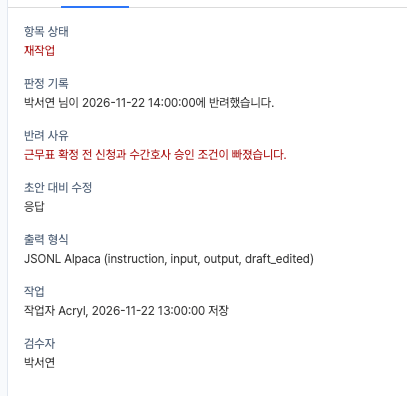 항목 상태
재작업
판정 기록
박서연 님이 2026-11-22 14:00:00에 반려했습니다.
반려 사유
근무표 확정 전 신청과 수간호사 승인 조건이 빠졌습니다.
초안 대비 수정
응답
출력 형식
JSONL Alpaca (instruction, input, output, draft_edited)
작업
작업자 Acryl, 2026-11-22 13:00:00 저장
검수자
박서연